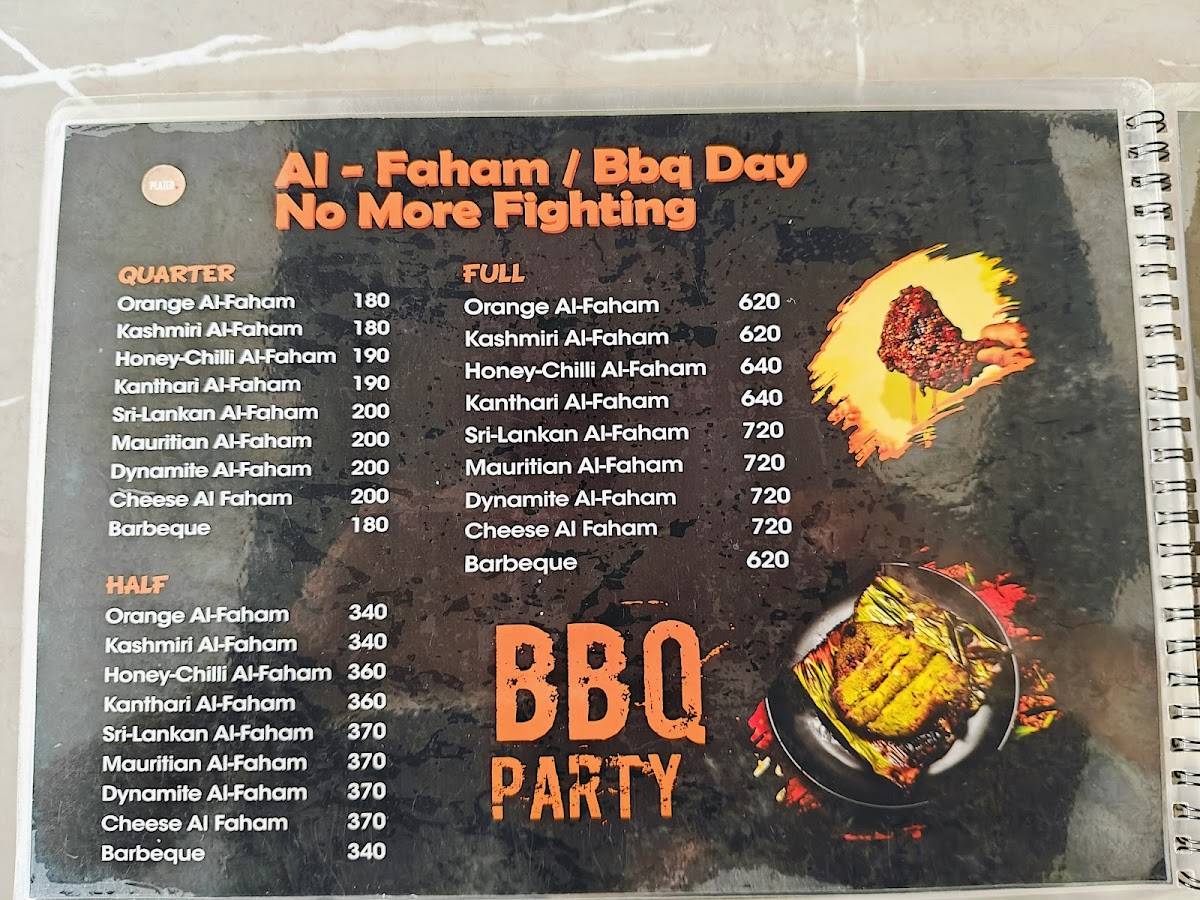 PLATED
Al - Faham / Bbq Day
No More Fighting
QUARTER
Orange Al-Faham 180
Kashmiri Al-Faham 180
Honey-Chilli Al-Faham 190
Kanthari Al-Faham 190
Sri-Lankan Al-Faham 200
Mauritian Al-Faham 200
Dynamite Al-Faham 200
Cheese Al Faham 200
Barbeque 180
HALF
Orange Al-Faham 340
Kashmiri Al-Faham 340
Honey-Chilli Al-Faham 360
Kanthari Al-Faham 360
Sri-Lankan Al-Faham 370
Mauritian Al-Faham 370
Dynamite Al-Faham 370
Cheese Al Faham 370
Barbeque 340
FULL
Orange Al-Faham 620
Kashmiri Al-Faham 620
Honey-Chilli Al-Faham 640
Kanthari Al-Faham 640
Sri-Lankan Al-Faham 720
Mauritian Al-Faham 720
Dynamite Al-Faham 720
Cheese Al Faham 720
Barbeque 620
BBQ
PARTY